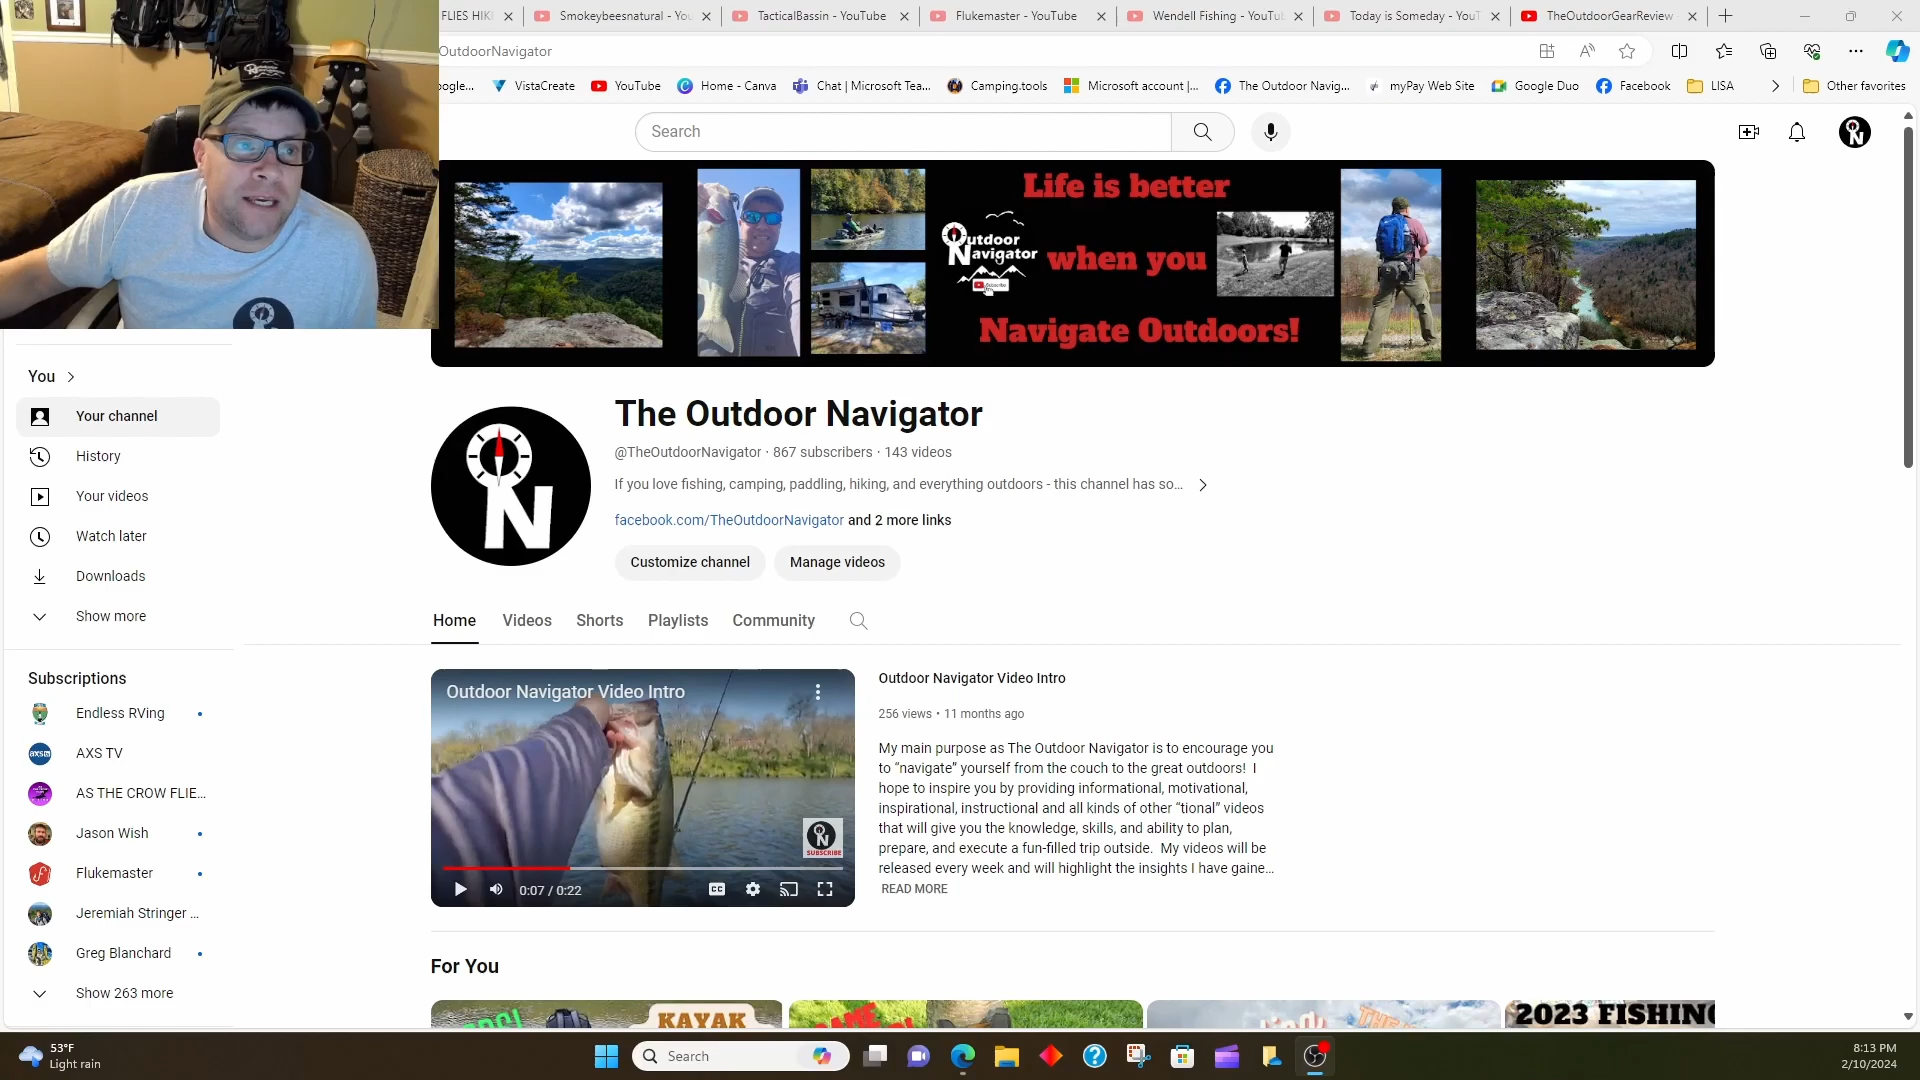 FLIES HIK
Smokeybeesnatural - You
TacticalBassin - YouTube
Flukemaster - YouTube
Wendell Fishing - YouTu
Today is Someday - YouT
TheOutdoorGearReview
OutdoorNavigator
oogle...
VistaCreate
YouTube
Home - Canva
Chat | Microsoft Tea...
Camping.tools
Microsoft account |...
The Outdoor Navig...
myPay Web Site
Google Duo
Facebook
LISA
Other favorites
Search
Life is better
Outdoor
Navigator
when you
Subscribe
Navigate Outdoors!
You
Your channel
History
Your videos
Watch later
Downloads
Show more
Subscriptions
Endless RVing
AXS TV
AS THE CROW FLIE...
Jason Wish
Flukemaster
Jeremiah Stringer ...
Greg Blanchard
Show 263 more
N
The Outdoor Navigator
@TheOutdoorNavigator · 867 subscribers · 143 videos
If you love fishing, camping, paddling, hiking, and everything outdoors - this channel has so...
facebook.com/TheOutdoorNavigator and 2 more links
Customize channel
Manage videos
Home
Videos
Shorts
Playlists
Community
Outdoor Navigator Video Intro
SUBSCRIBE
0:07 / 0:22
Outdoor Navigator Video Intro
256 views • 11 months ago
My main purpose as The Outdoor Navigator is to encourage you
to “navigate” yourself from the couch to the great outdoors!  I
hope to inspire you by providing informational, motivational,
inspirational, instructional and all kinds of other “tional” videos
that will give you the knowledge, skills, and ability to plan,
prepare, and execute a fun-filled trip outside.  My videos will be
released every week and will highlight the insights I have gaine...
READ MORE
For You
KAYAK
2023 FISHING
53°F
Light rain
Search
8:13 PM
2/10/2024